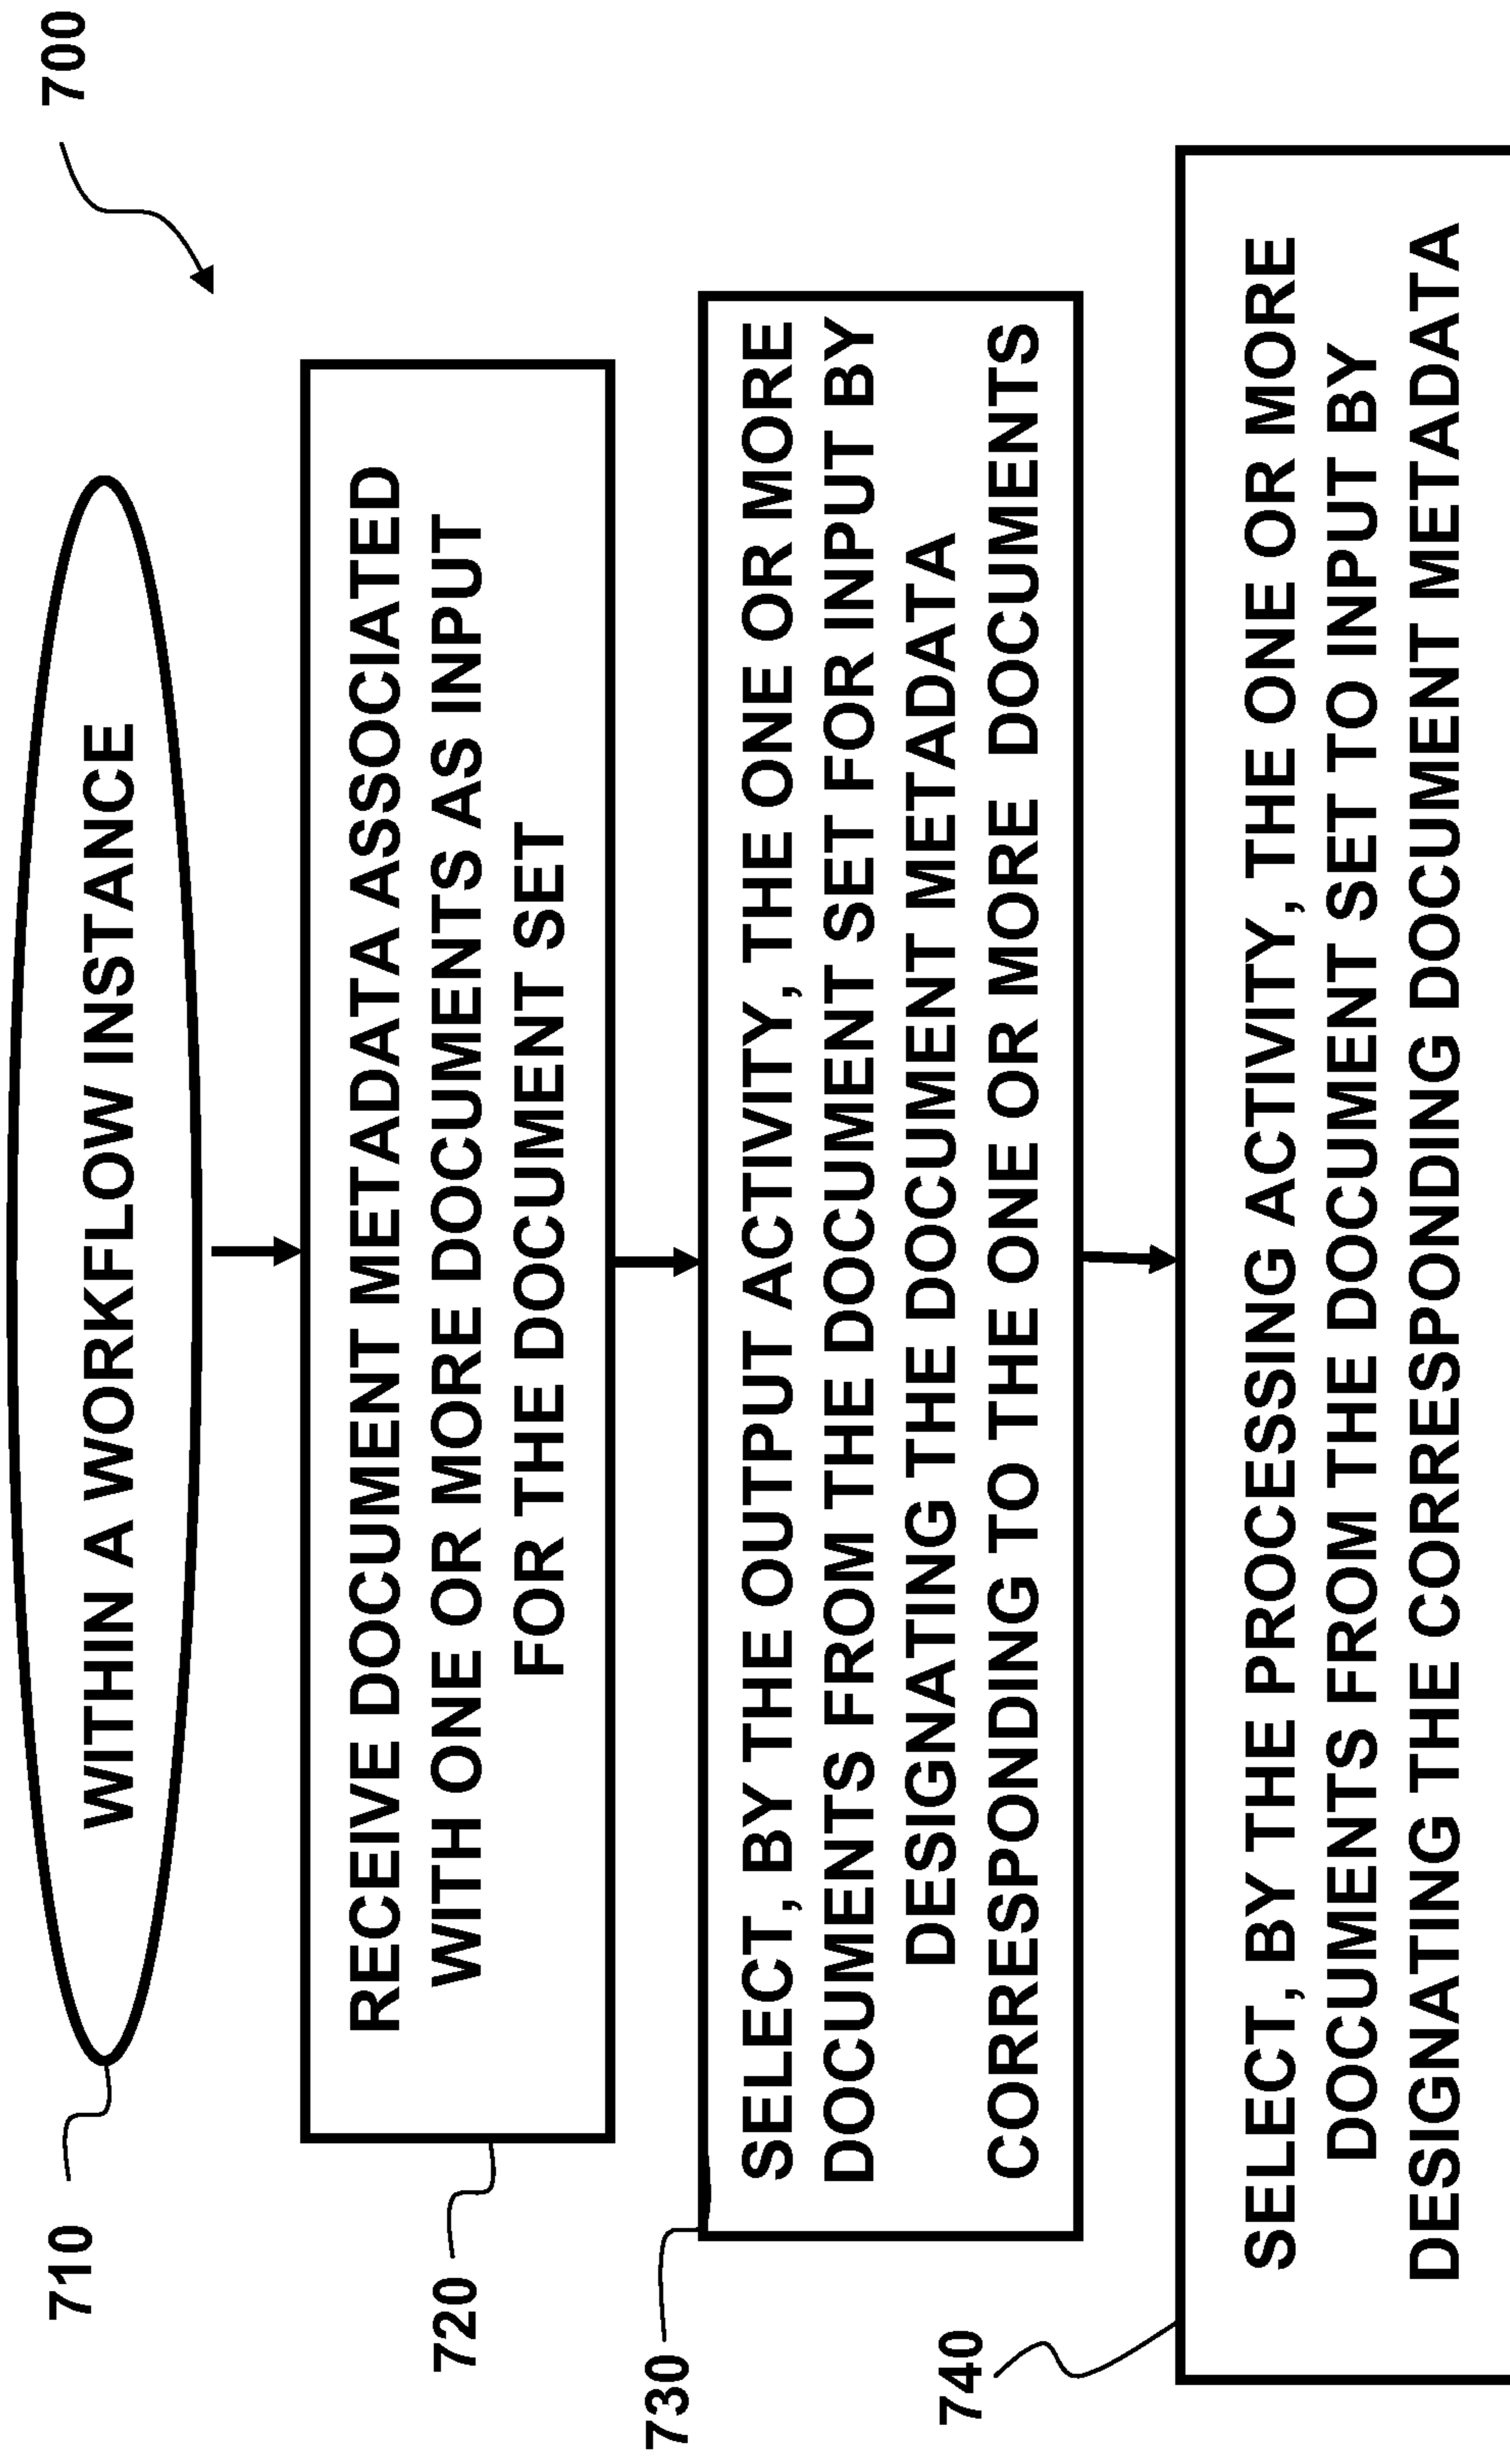 700
710
WITHIN A WORKFLOW INSTANCE
720
RECEIVE DOCUMENT METADATA ASSOCIATED
WITH ONE OR MORE DOCUMENTS AS INPUT
FOR THE DOCUMENT SET
730
SELECT, BY THE OUTPUT ACTIVITY, THE ONE OR MORE
DOCUMENTS FROM THE DOCUMENT SET FOR INPUT BY
DESIGNATING THE DOCUMENT METADATA
CORRESPONDING TO THE ONE OR MORE DOCUMENTS
740
SELECT, BY THE PROCESSING ACTIVITY, THE ONE OR MORE
DOCUMENTS FROM THE DOCUMENT SET TO INPUT BY
DESIGNATING THE CORRESPONDING DOCUMENT METADATA